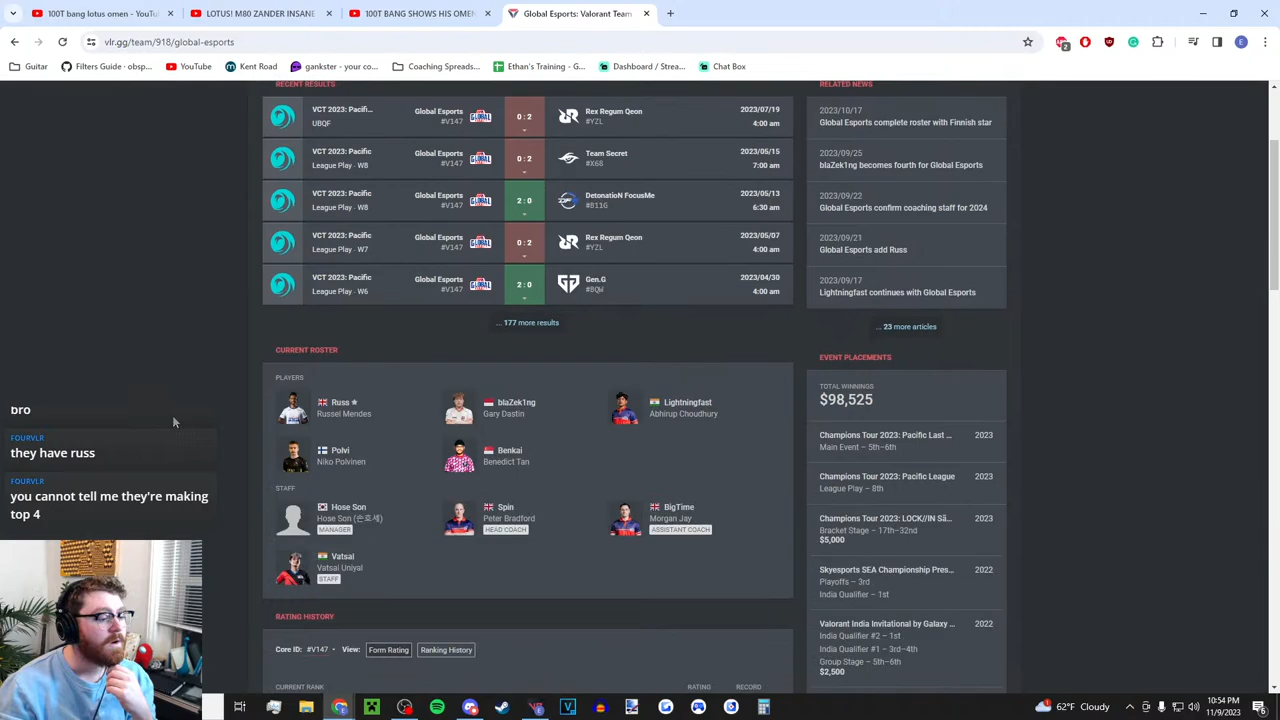 100T bang lotus omen - YouTu
LOTUS! M80 ZANDER INSANE
100T BANG SHOWS HIS OMEN
Global Esports: Valorant Team
vlr.gg/team/918/global-esports
Guitar
Filters Guide · obsp...
YouTube
Kent Road
gankster - your co...
Coaching Spreads...
Ethan's Training - G...
Dashboard / Strea...
Chat Box
RECENT RESULTS
VCT 2023: Pacifi...
UBQF
Global Esports
#V147
0 : 2
Rex Regum Qeon
#YZL
2023/07/19
4:00 am
VCT 2023: Pacific
League Play · W8
Global Esports
#V147
0 : 2
Team Secret
#X68
2023/05/15
7:00 am
VCT 2023: Pacific
League Play · W8
Global Esports
#V147
2 : 0
DetonatioN FocusMe
#811G
2023/05/13
6:30 am
VCT 2023: Pacific
League Play · W7
Global Esports
#V147
0 : 2
Rex Regum Qeon
#YZL
2023/05/07
4:00 am
VCT 2023: Pacific
League Play · W6
Global Esports
#V147
2 : 0
Gen.G
#BQW
2023/04/30
4:00 am
... 177 more results
CURRENT ROSTER
PLAYERS
Russ
Russel Mendes
blaZek1ng
Gary Dastin
Lightningfast
Abhirup Choudhury
Polvi
Niko Polvinen
Benkai
Benedict Tan
STAFF
Hose Son
Hose Son (손호세)
MANAGER
Spin
Peter Bradford
HEAD COACH
BigTime
Morgan Jay
ASSISTANT COACH
Vatsal
Vatsal Uniyal
STAFF
RATING HISTORY
Core ID: #V147
View:
Form Rating
Ranking History
CURRENT RANK
RATING
RECORD
RELATED NEWS
2023/10/17
Global Esports complete roster with Finnish star
2023/09/25
blaZek1ng becomes fourth for Global Esports
2023/09/22
Global Esports confirm coaching staff for 2024
2023/09/21
Global Esports add Russ
2023/09/17
Lightningfast continues with Global Esports
... 23 more articles
EVENT PLACEMENTS
TOTAL WINNINGS
$98,525
Champions Tour 2023: Pacific Last ...
2023
Main Event – 5th–6th
Champions Tour 2023: Pacific League
2023
League Play – 8th
Champions Tour 2023: LOCK//IN Sã...
2023
Bracket Stage – 17th–32nd
$5,000
Skyesports SEA Championship Pres...
2022
Playoffs – 3rd
India Qualifier – 1st
Valorant India Invitational by Galaxy ...
2022
India Qualifier #2 – 1st
India Qualifier #1 – 3rd–4th
Group Stage – 5th–6th
$2,500
bro
FOURVLR
they have russ
FOURVLR
you cannot tell me they're making
top 4
62°F Cloudy
10:54 PM
11/9/2023